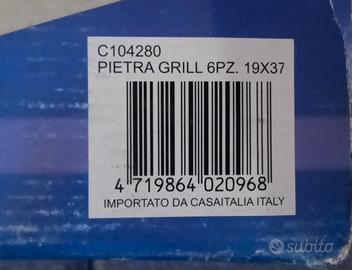 C104280
PIETRA GRILL 6PZ. 19X37
4 719864 020968
IMPORTATO DA CASAITALIA ITALY
subito